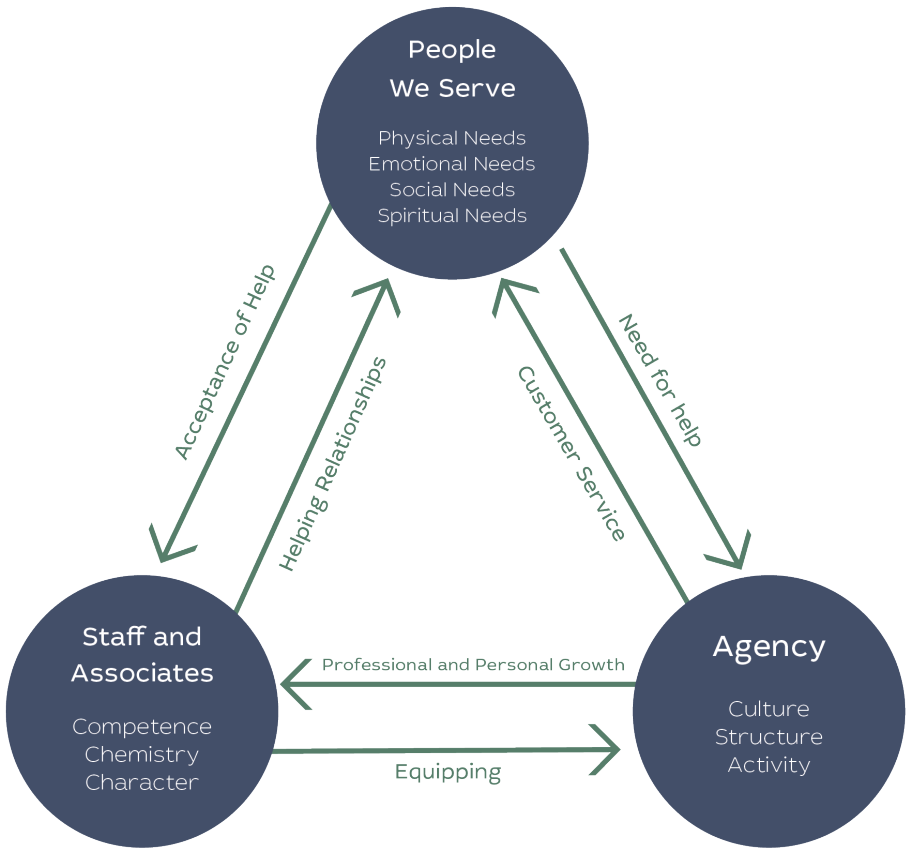 People
We Serve
Physical Needs
Emotional Needs
Social Needs
Spiritual Needs
Acceptance of Help
Helping Relationships
Customer Service
Need for help
Staff and
Associates
Competence
Chemistry
Character
Professional and Personal Growth
Equipping
Agency
Culture
Structure
Activity